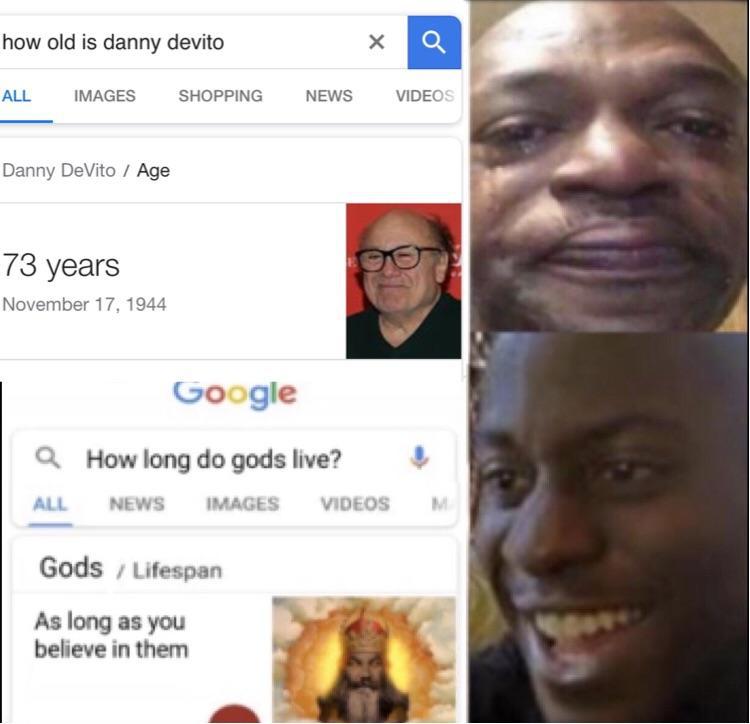 how old is danny devito
ALL IMAGES SHOPPING NEWS VIDEOS
Danny DeVito / Age
73 years
November 17, 1944
Google
How long do gods live?
ALL NEWS IMAGES VIDEOS
Gods / Lifespan
As long as you
believe in them